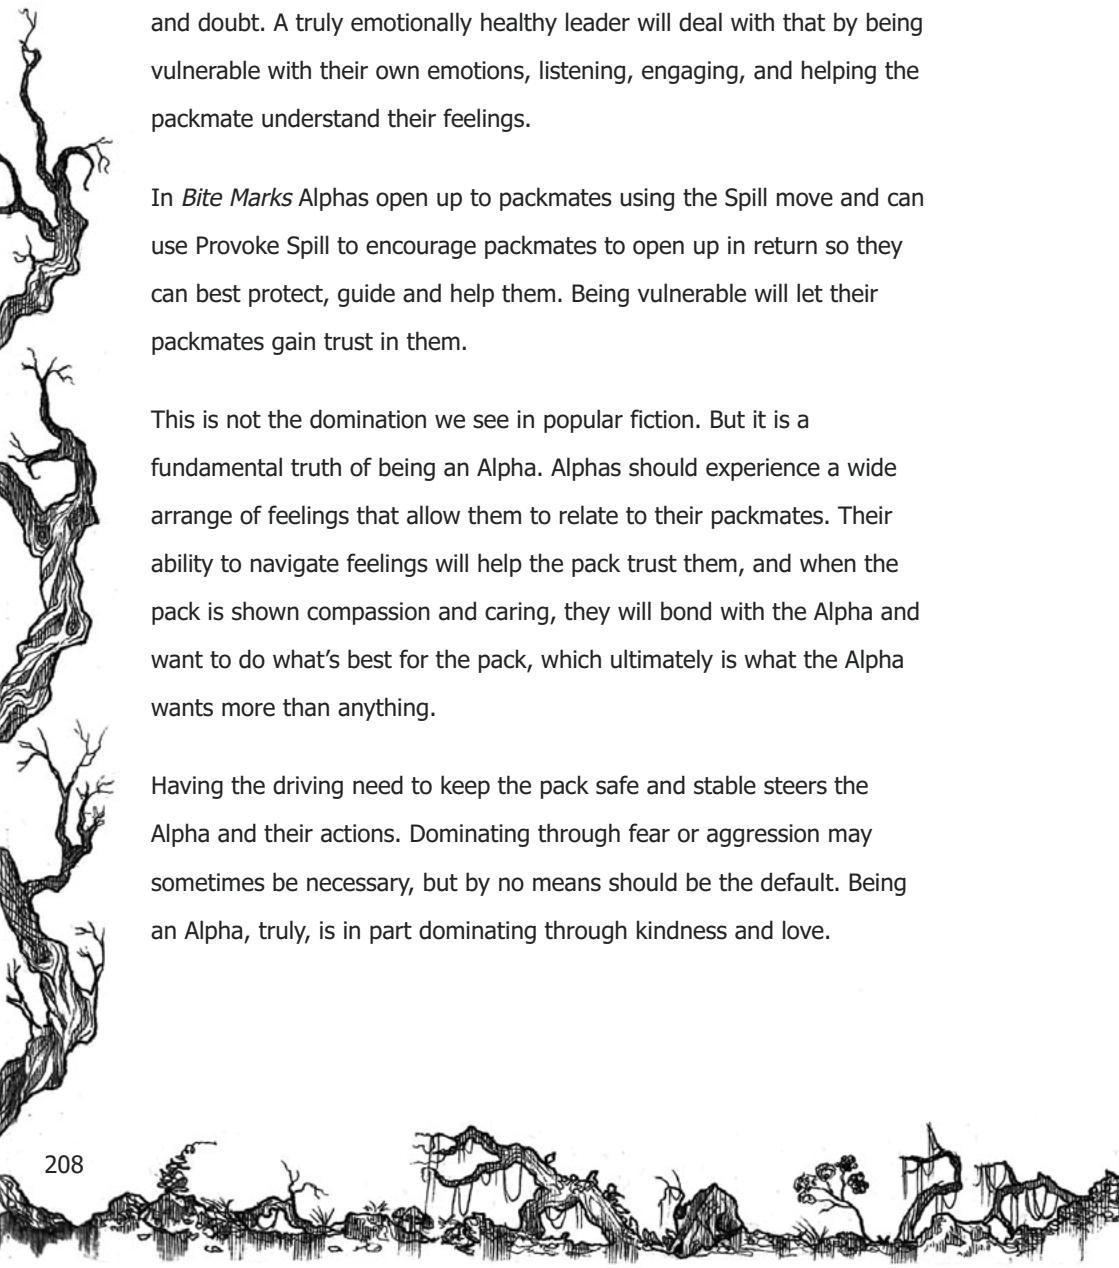 and doubt. A truly emotionally healthy leader will deal with that by being
vulnerable with their own emotions, listening, engaging, and helping the
packmate understand their feelings.
In Bite Marks Alphas open up to packmates using the Spill move and can
use Provoke Spill to encourage packmates to open up in return so they
can best protect, guide and help them. Being vulnerable will let their
packmates gain trust in them.
This is not the domination we see in popular fiction. But it is a
fundamental truth of being an Alpha. Alphas should experience a wide
arrange of feelings that allow them to relate to their packmates. Their
ability to navigate feelings will help the pack trust them, and when the
pack is shown compassion and caring, they will bond with the Alpha and
want to do what’s best for the pack, which ultimately is what the Alpha
wants more than anything.
Having the driving need to keep the pack safe and stable steers the
Alpha and their actions. Dominating through fear or aggression may
sometimes be necessary, but by no means should be the default. Being
an Alpha, truly, is in part dominating through kindness and love.
208